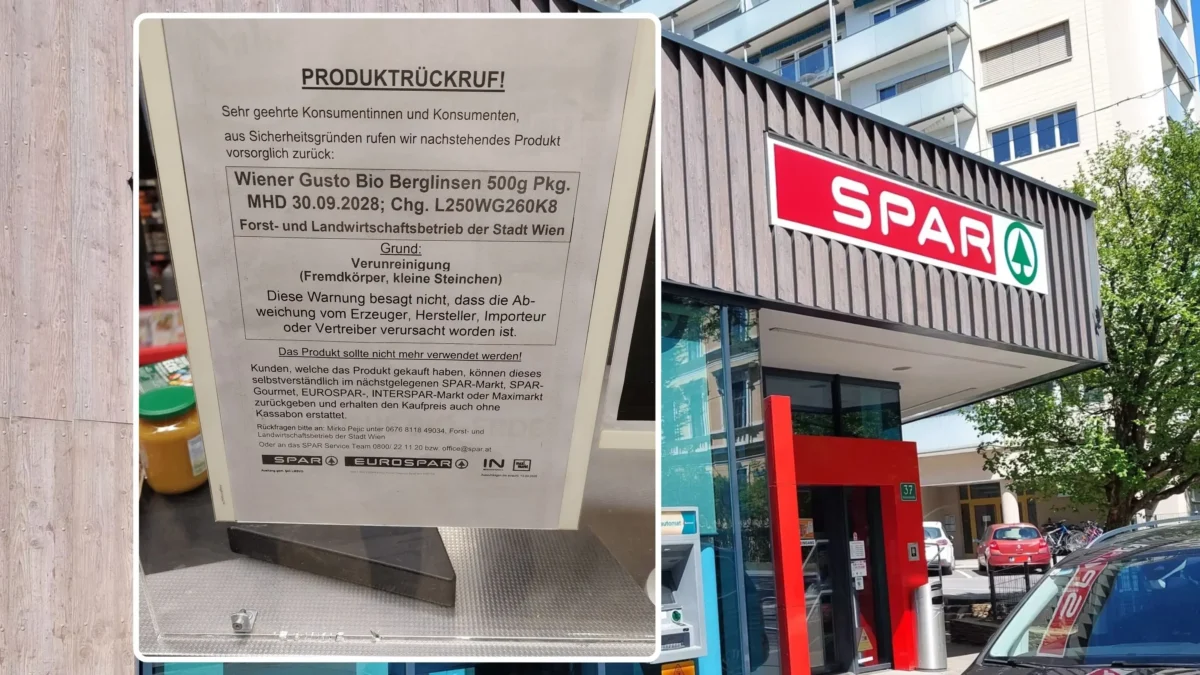 PRODUKTRÜCKRUF!
Sehr geehrte Konsumentinnen und Konsumenten,
aus Sicherheitsgründen rufen wir nachstehendes Produkt
vorsorglich zurück:
Wiener Gusto Bio Berglinsen 500g Pkg.
MHD 30.09.2028; Chg. L250WG260K8
Forst- und Landwirtschaftsbetrieb der Stadt Wien
Grund:
Verunreinigung
(Fremdkörper, kleine Steinchen)
Diese Warnung besagt nicht, dass die Ab-
weichung vom Erzeuger, Hersteller, Importeur
oder Vertreiber verursacht worden ist.
Das Produkt sollte nicht mehr verwendet werden!
Kunden, welche das Produkt gekauft haben, können dieses
selbstverständlich im nächstgelegenen SPAR-Markt, SPAR-
Gourmet, EUROSPAR-, INTERSPAR-Markt oder Maximarkt
zurückgeben und erhalten den Kaufpreis auch ohne
Kassabon erstattet.
Rückfragen bitte an: Mirko Pejic unter 0676 8118 49034, Forst- und
Landwirtschaftsbetrieb der Stadt Wien
Oder an das SPAR Service Team 0800/ 22 11 20 bzw. office@spar.at
SPAR EUROSPAR IN
SPAR
37
automat
SPAR